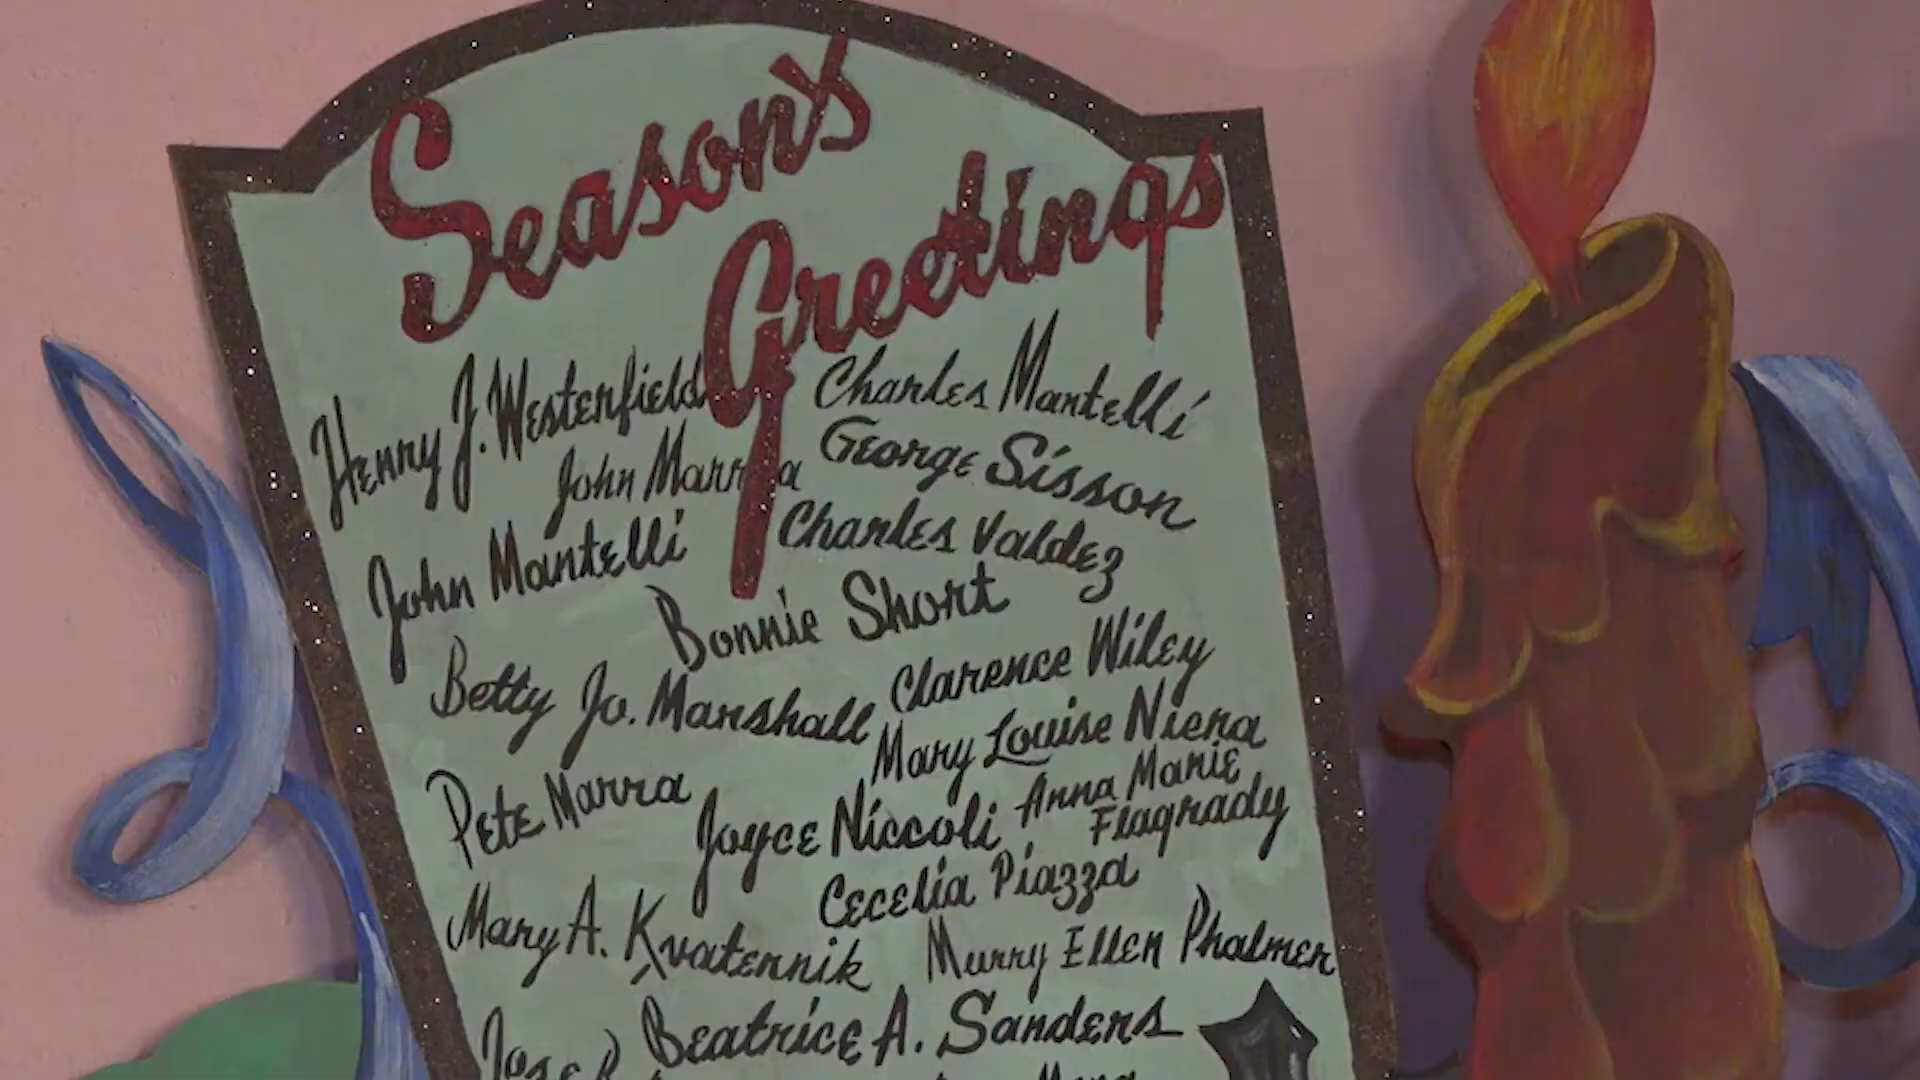 Season's
Greetings
Henry J. Westerfield
Charles Mantelli
John Marra
George Sisson
John Mantelli
Charles Valdez
Bonnie Short
Betty Jo. Marshall
Clarence Wiley
Mary Louise Niera
Pete Marra
Joyce Niccoli
Anna Marie
Flagrady
Cecelia Piazza
Mary A. Kvaternik
Murry Ellen Phalmer
Beatrice A. Sanders